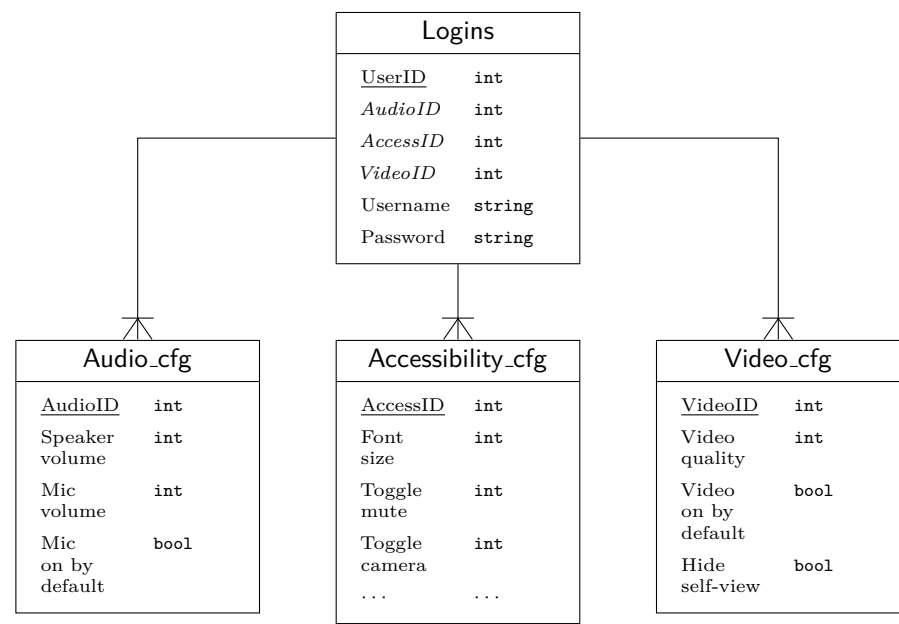 Logins
UserID int
AudioID int
AccessID int
VideoID int
Username string
Password string
Audio_cfg
AudioID int
Speaker int
volume
Mic int
volume
Mic bool
on by
default
Accessibility_cfg
AccessID int
Font int
size
Toggle int
mute
Toggle int
camera
... ...
Video_cfg
VideoID int
Video int
quality
Video bool
on by
default
Hide bool
self-view